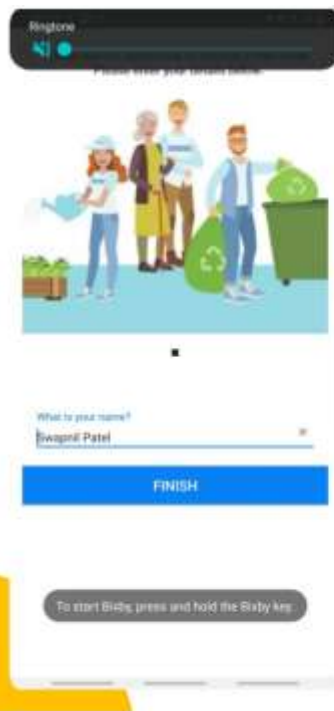 Ringtone
Please enter your details below.
What is your name?
Swapnil Patel
FINISH
To start Bixby, press and hold the Bixby key.